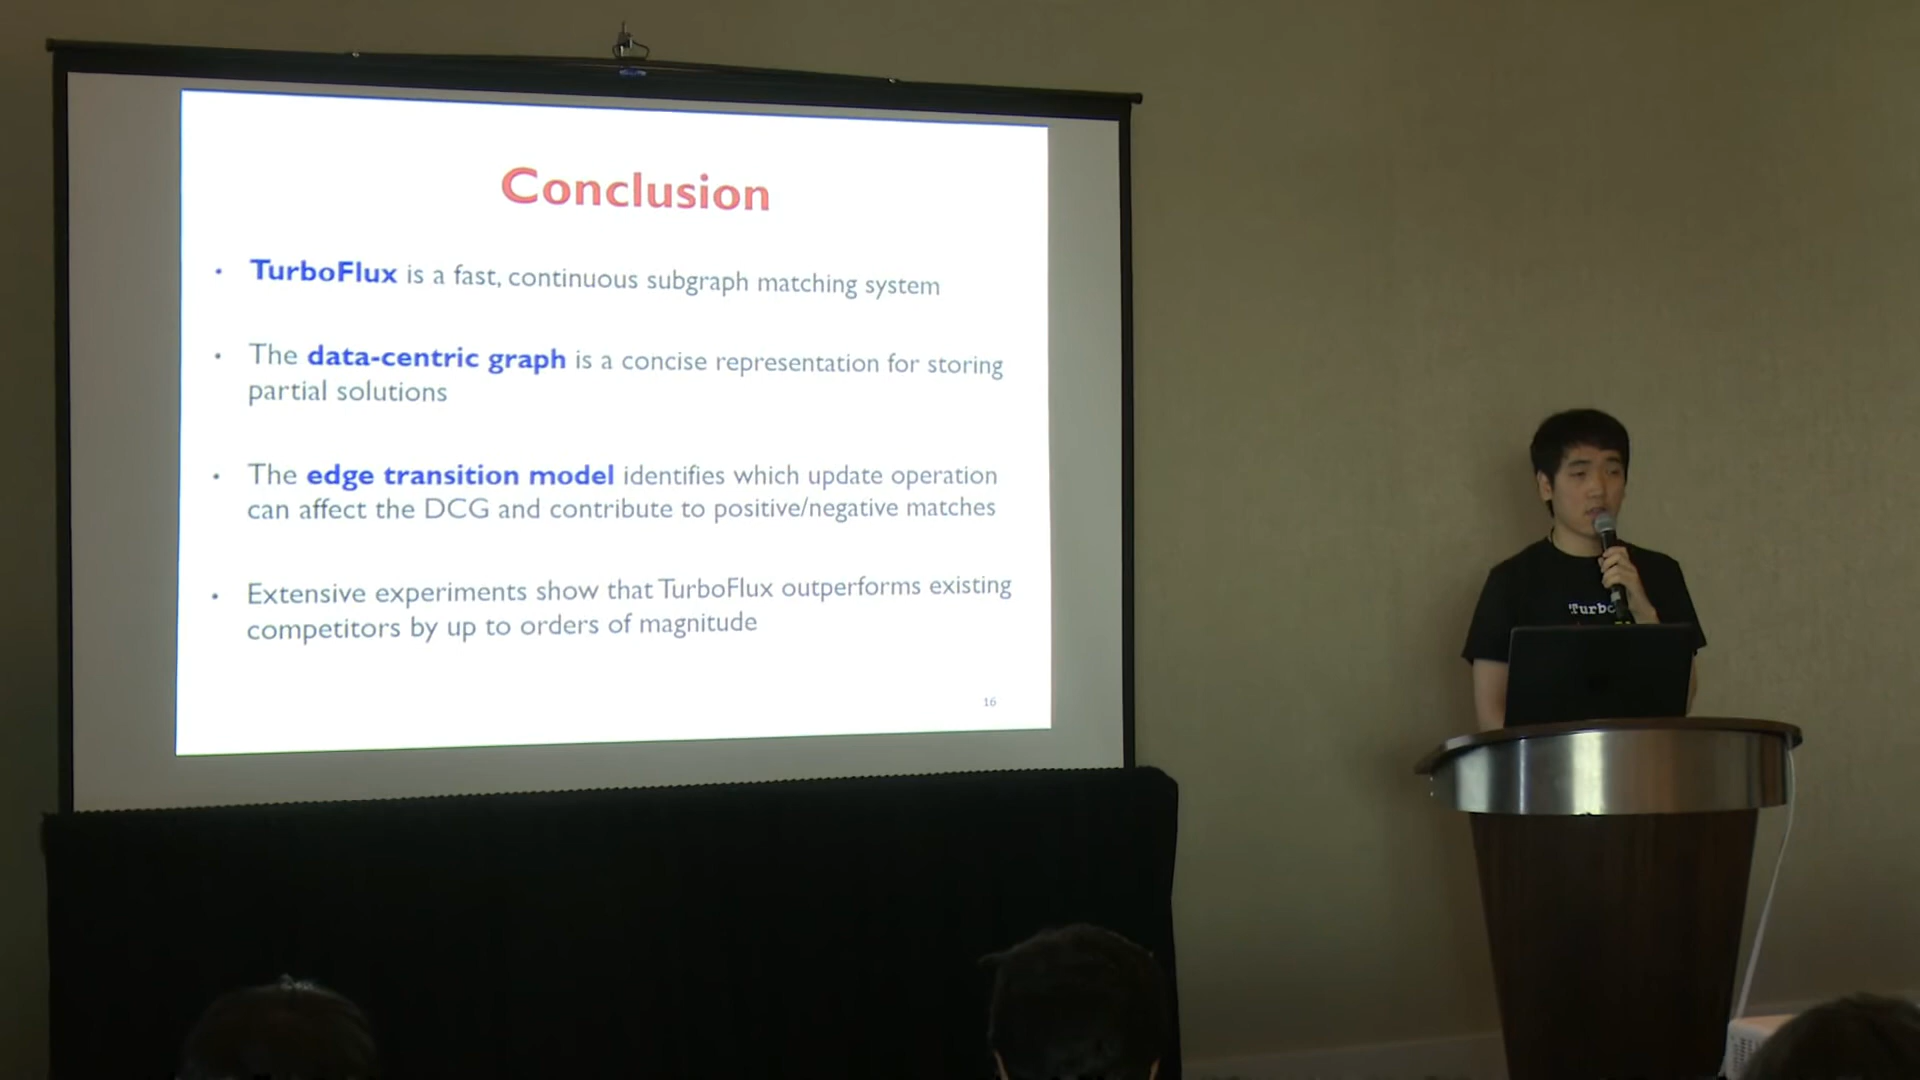 Conclusion
• TurboFlux is a fast, continuous subgraph matching system
• The data-centric graph is a concise representation for storing
partial solutions
• The edge transition model identifies which update operation
can affect the DCG and contribute to positive/negative matches
• Extensive experiments show that TurboFlux outperforms existing
competitors by up to orders of magnitude
16
Turbo